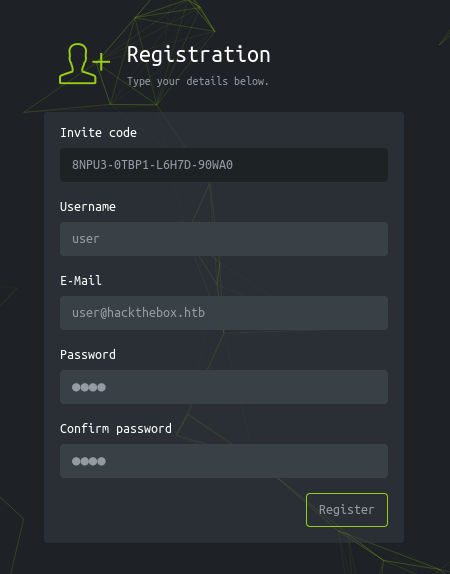 Registration
Type your details below.
Invite code
8NPU3-0TBP1-L6H7D-90WA0
Username
user
E-Mail
user@hackthebox.htb
Password
●●●●
Confirm password
●●●●
Register